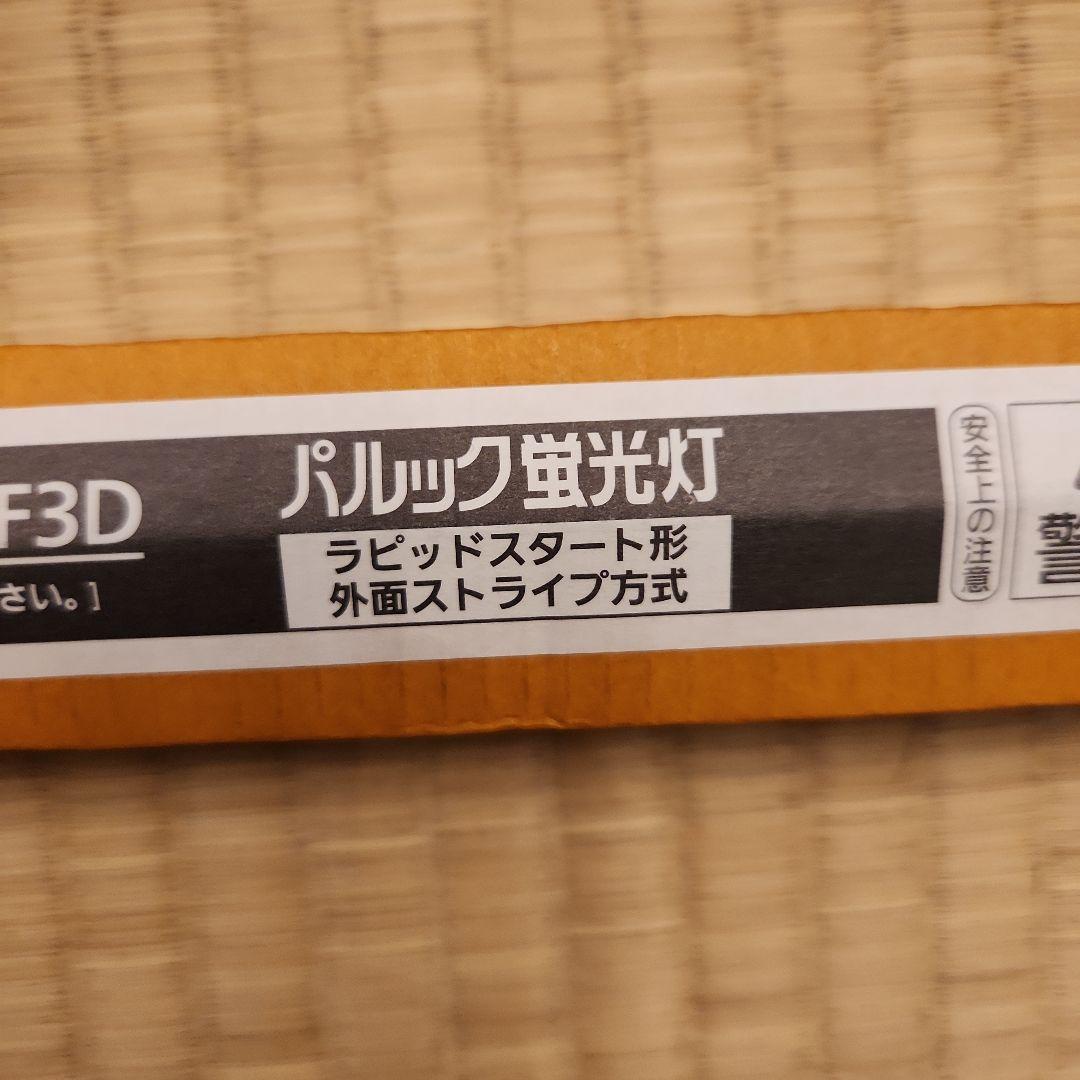 F3D
さい。]
パルック蛍光灯
ラピッドスタート形
外面ストライプ方式
安全上の注意
警